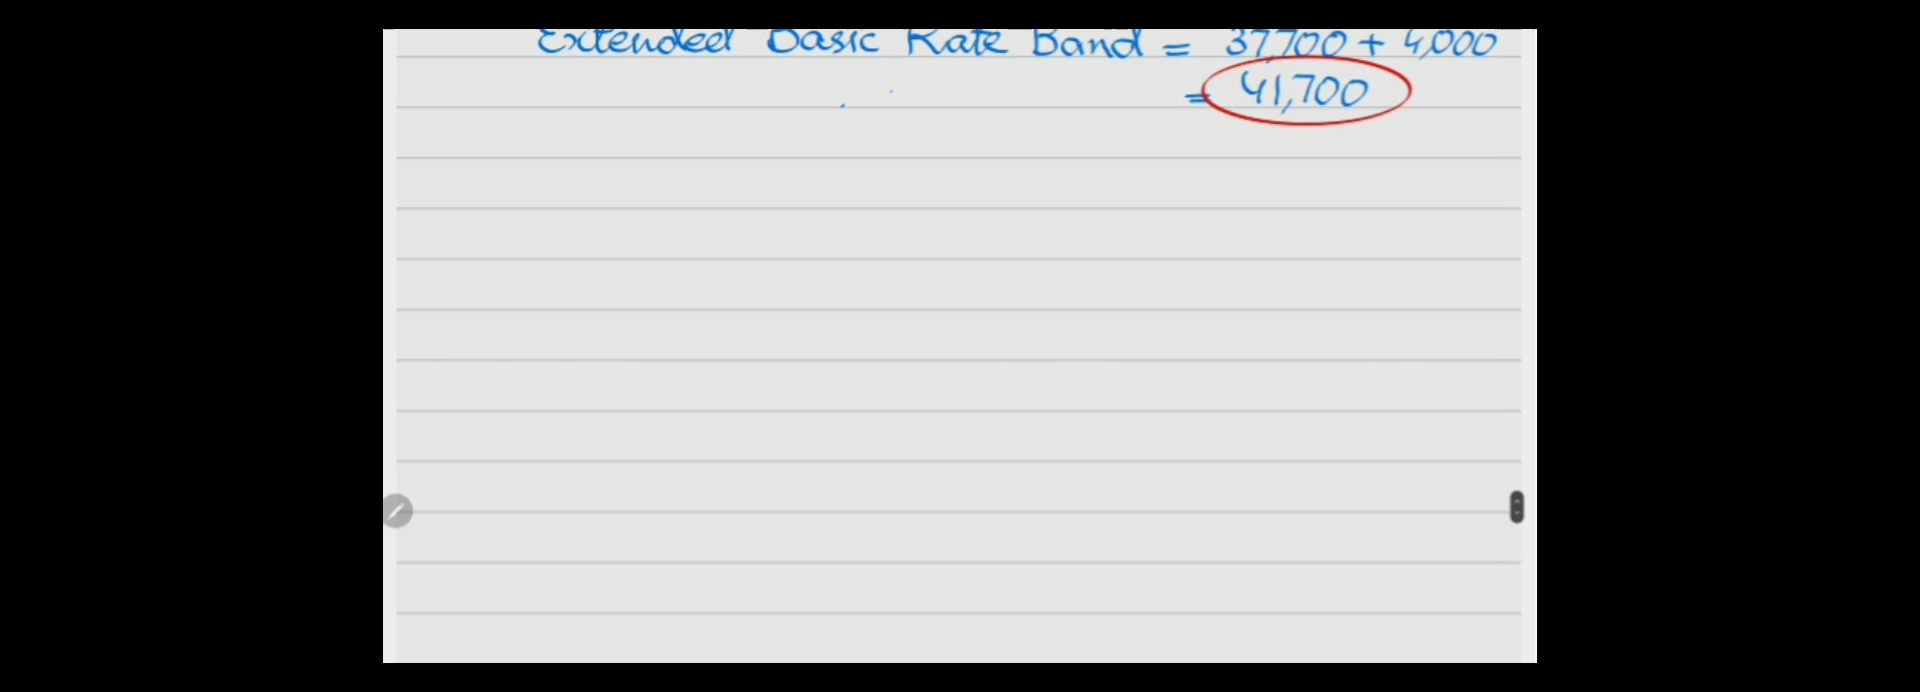 Extended Basic Rate Band = 37,700 + 4,000
= 41,700